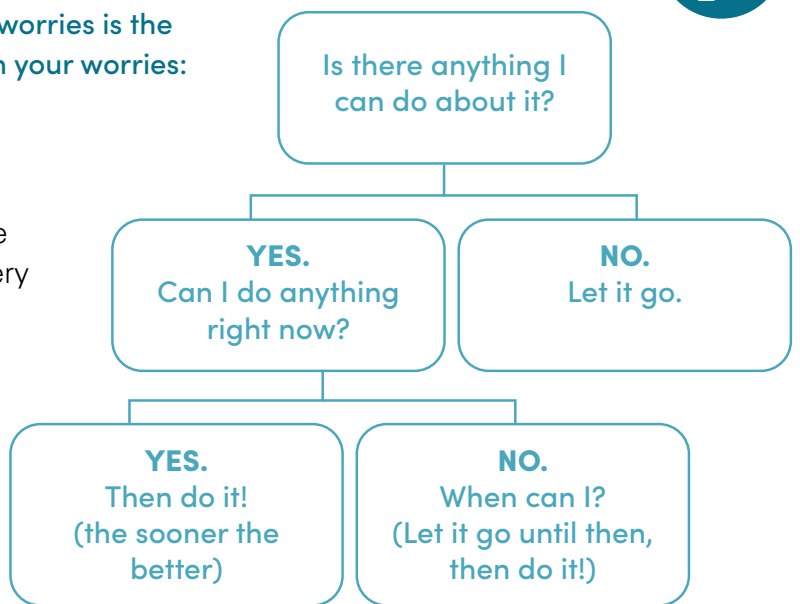 worries is the
your worries:
Is there anything I
can do about it?
YES.
Can I do anything
right now?
NO.
Let it go.
YES.
Then do it!
(the sooner the
better)
NO.
When can I?
(Let it go until then,
then do it!)